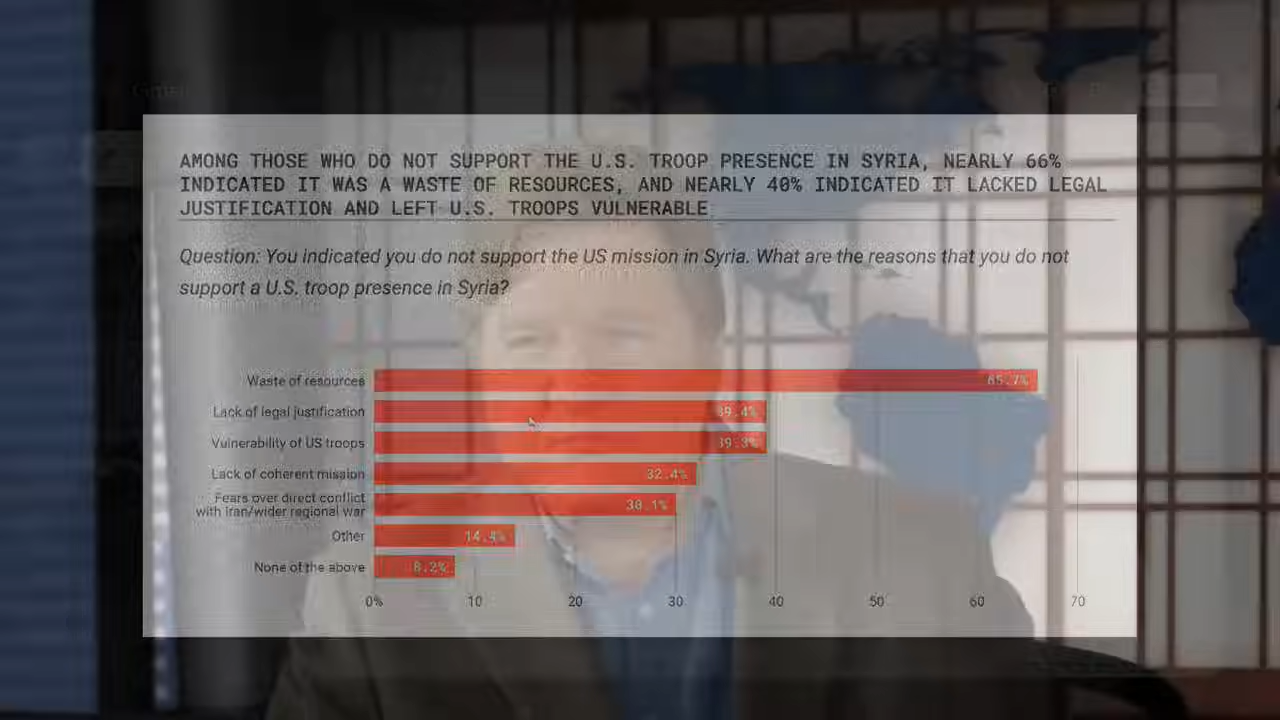 AMONG THOSE WHO DO NOT SUPPORT THE U.S. TROOP PRESENCE IN SYRIA, NEARLY 66%
INDICATED IT WAS A WASTE OF RESOURCES, AND NEARLY 40% INDICATED IT LACKED LEGAL
JUSTIFICATION AND LEFT U.S. TROOPS VULNERABLE
Question: You indicated you do not support the US mission in Syria. What are the reasons that you do not
support a U.S. troop presence in Syria?
Waste of resources 65.7%
Lack of legal justification 39.4%
Vulnerability of US troops 39.3%
Lack of coherent mission 32.4%
Fears over direct conflict
with Iran/wider regional war 30.1%
Other 14.4%
None of the above 8.2%
0% 10 20 30 40 50 60 70